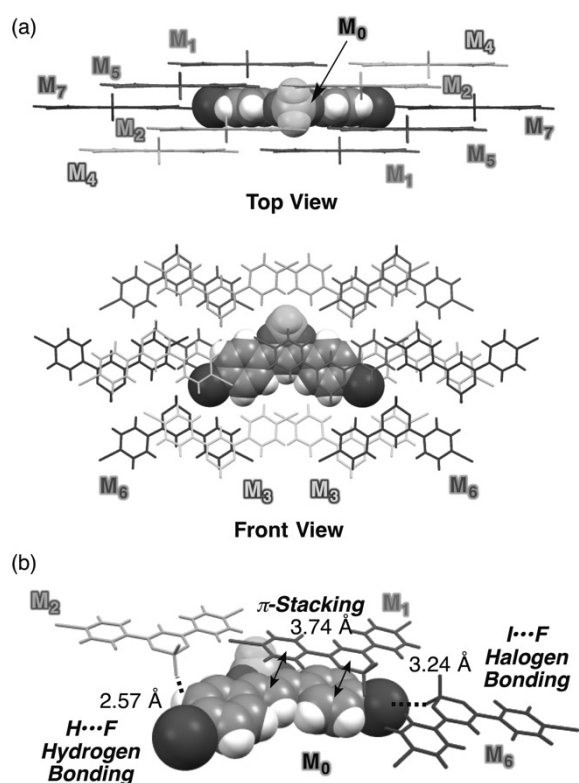 (a)
M₁
M₀
M₄
M₅
M₇
M₂
M₂
M₅
M₇
M₄
M₁
Top View
M₆
M₃
M₃
M₆
Front View
(b)
M₂
π-Stacking
M₁
3.74 Å
I•••F
3.24 Å
Halogen
Bonding
2.57 Å
H•••F
Hydrogen
Bonding
M₀
M₆